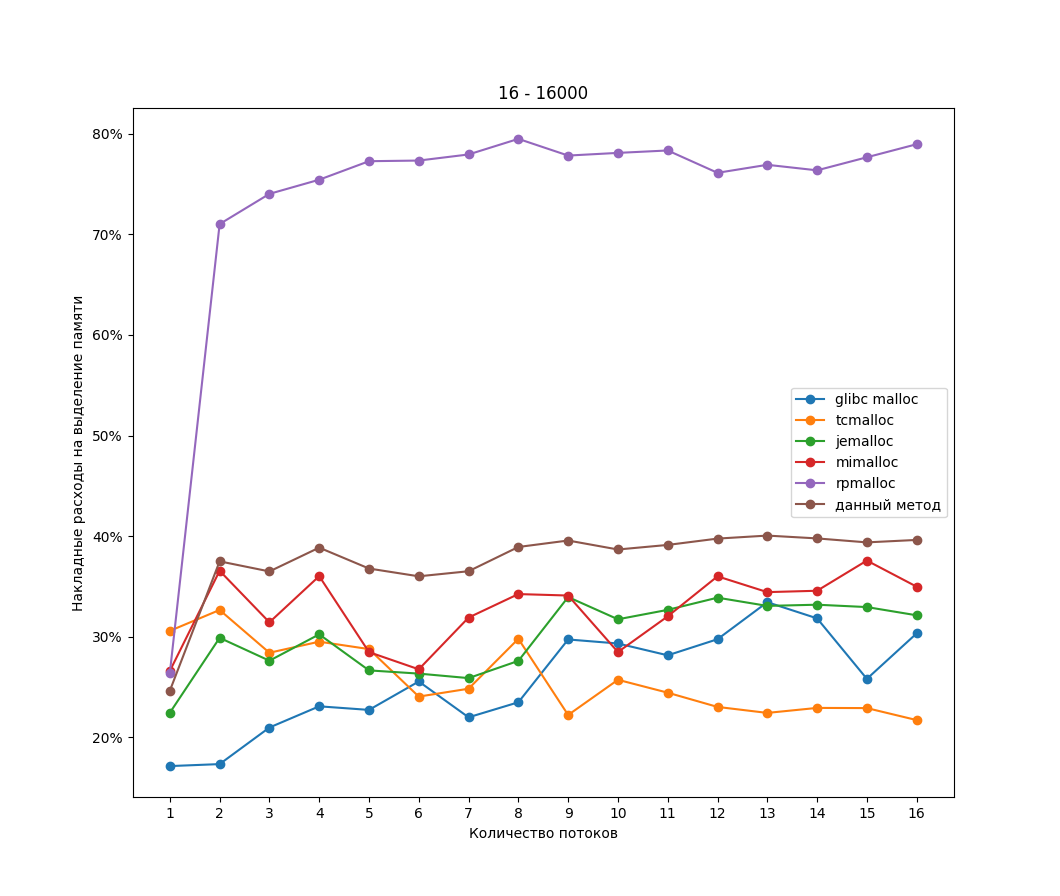 16 - 16000
80%
70%
60%
50%
40%
30%
20%
Накладные расходы на выделение памяти
glibc malloc
tcmalloc
jemalloc
mimalloc
rpmalloc
данный метод
1 2 3 4 5 6 7 8 9 10 11 12 13 14 15 16
Количество потоков